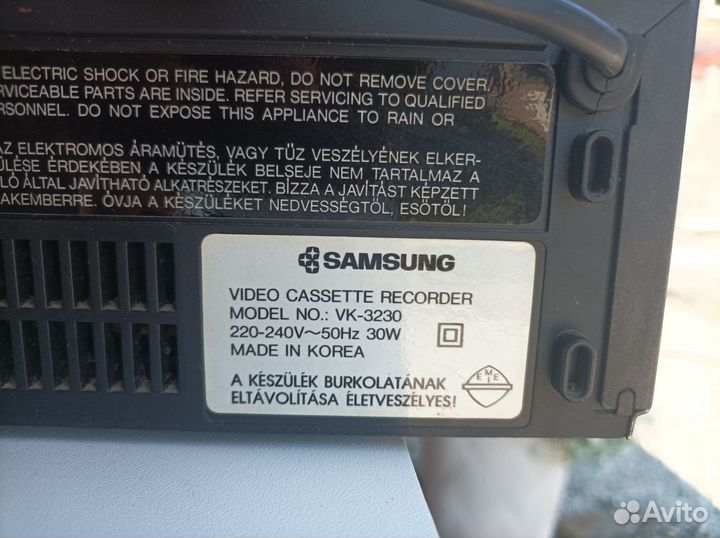 ELECTRIC SHOCK OR FIRE HAZARD, DO NOT REMOVE COVER.
RVICEABLE PARTS ARE INSIDE. REFER SERVICING TO QUALIFIED
ERSONNEL. DO NOT EXPOSE THIS APPLIANCE TO RAIN OR
AZ ELEKTROMOS ÁRAMÜTÉS, VAGY TŰZ VESZÉLYÉNEK ELKER-
ÜLÉSE ÉRDEKÉBEN A KÉSZÜLÉK BELSEJE NEM TARTALMAZ A
LÓ ÁLTAL JAVÍTHATÓ ALKATRÉSZEKET. BÍZZA A JAVÍTÁST KÉPZETT
AKEMBERRE. ÓVJA A KÉSZÜLÉKET NEDVESSÉGTŐL, ESŐTŐL!
SAMSUNG
VIDEO CASSETTE RECORDER
MODEL NO.: VK-3230
220-240V~50Hz 30W
MADE IN KOREA
A KÉSZÜLÉK BURKOLATÁNAK
ELTÁVOLÍTÁSA ÉLETVESZÉLYES!
E M E I
Avito